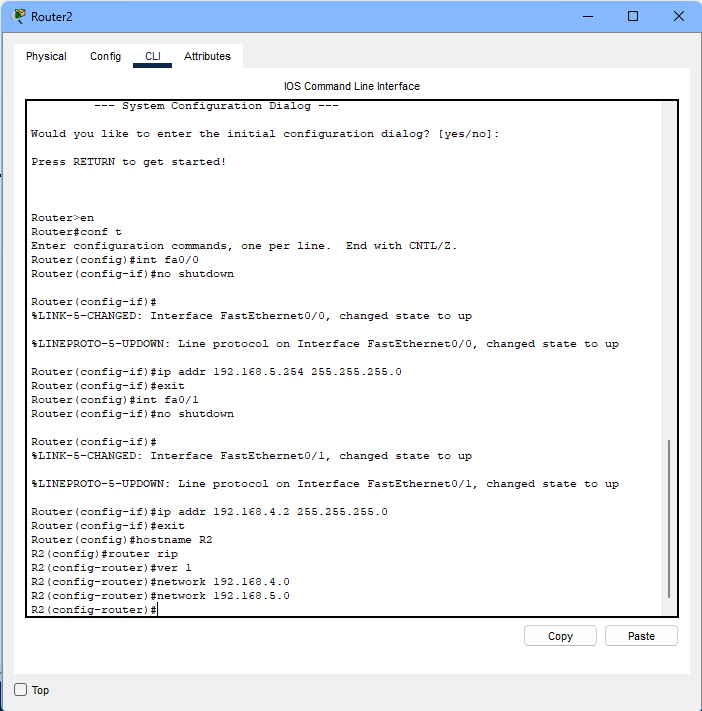 Router2
Physical Config CLI Attributes
IOS Command Line Interface
--- System Configuration Dialog ---
Would you like to enter the initial configuration dialog? [yes/no]:
Press RETURN to get started!
Router>en
Router#conf t
Enter configuration commands, one per line.  End with CNTL/Z.
Router(config)#int fa0/0
Router(config-if)#no shutdown
Router(config-if)#
%LINK-5-CHANGED: Interface FastEthernet0/0, changed state to up
%LINEPROTO-5-UPDOWN: Line protocol on Interface FastEthernet0/0, changed state to up
Router(config-if)#ip addr 192.168.5.254 255.255.255.0
Router(config-if)#exit
Router(config)#int fa0/1
Router(config-if)#no shutdown
Router(config-if)#
%LINK-5-CHANGED: Interface FastEthernet0/1, changed state to up
%LINEPROTO-5-UPDOWN: Line protocol on Interface FastEthernet0/1, changed state to up
Router(config-if)#ip addr 192.168.4.2 255.255.255.0
Router(config-if)#exit
Router(config)#hostname R2
R2(config)#router rip
R2(config-router)#ver 1
R2(config-router)#network 192.168.4.0
R2(config-router)#network 192.168.5.0
R2(config-router)#
Copy Paste
Top